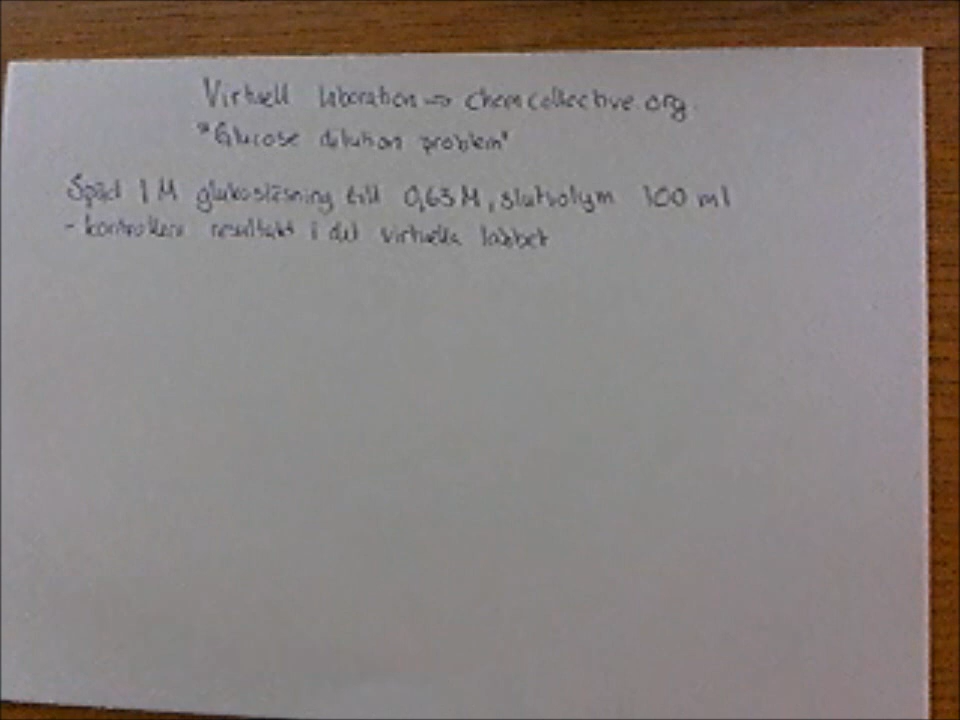 Virtuell laboration => chemcollective.org
"Glucose dilution problem"
Späd 1 M glukoslösning till 0,63 M, slutvolym 100 ml
- kontrollera resultatet i det virtuella labbet